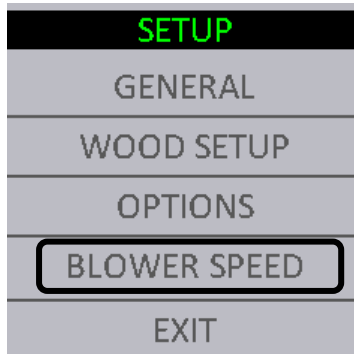 SETUP
GENERAL
WOOD SETUP
OPTIONS
BLOWER SPEED
EXIT